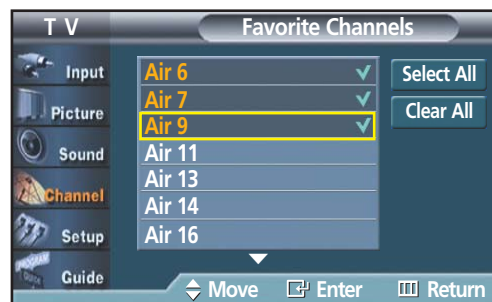 T V
Favorite Channels
Input
Picture
Sound
Channel
Setup
Guide
Air 6
Air 7
Air 9
Air 11
Air 13
Air 14
Air 16
Select All
Clear All
Move
Enter
Return